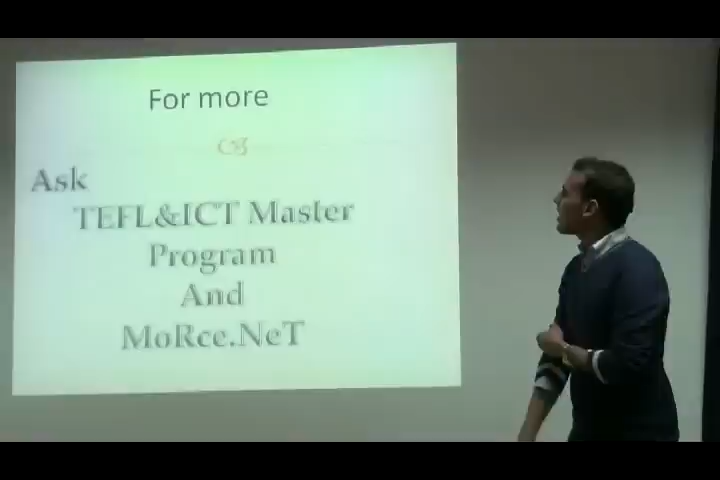 For more
Ask
TEFL&ICT Master
Program
And
MoRce.NeT